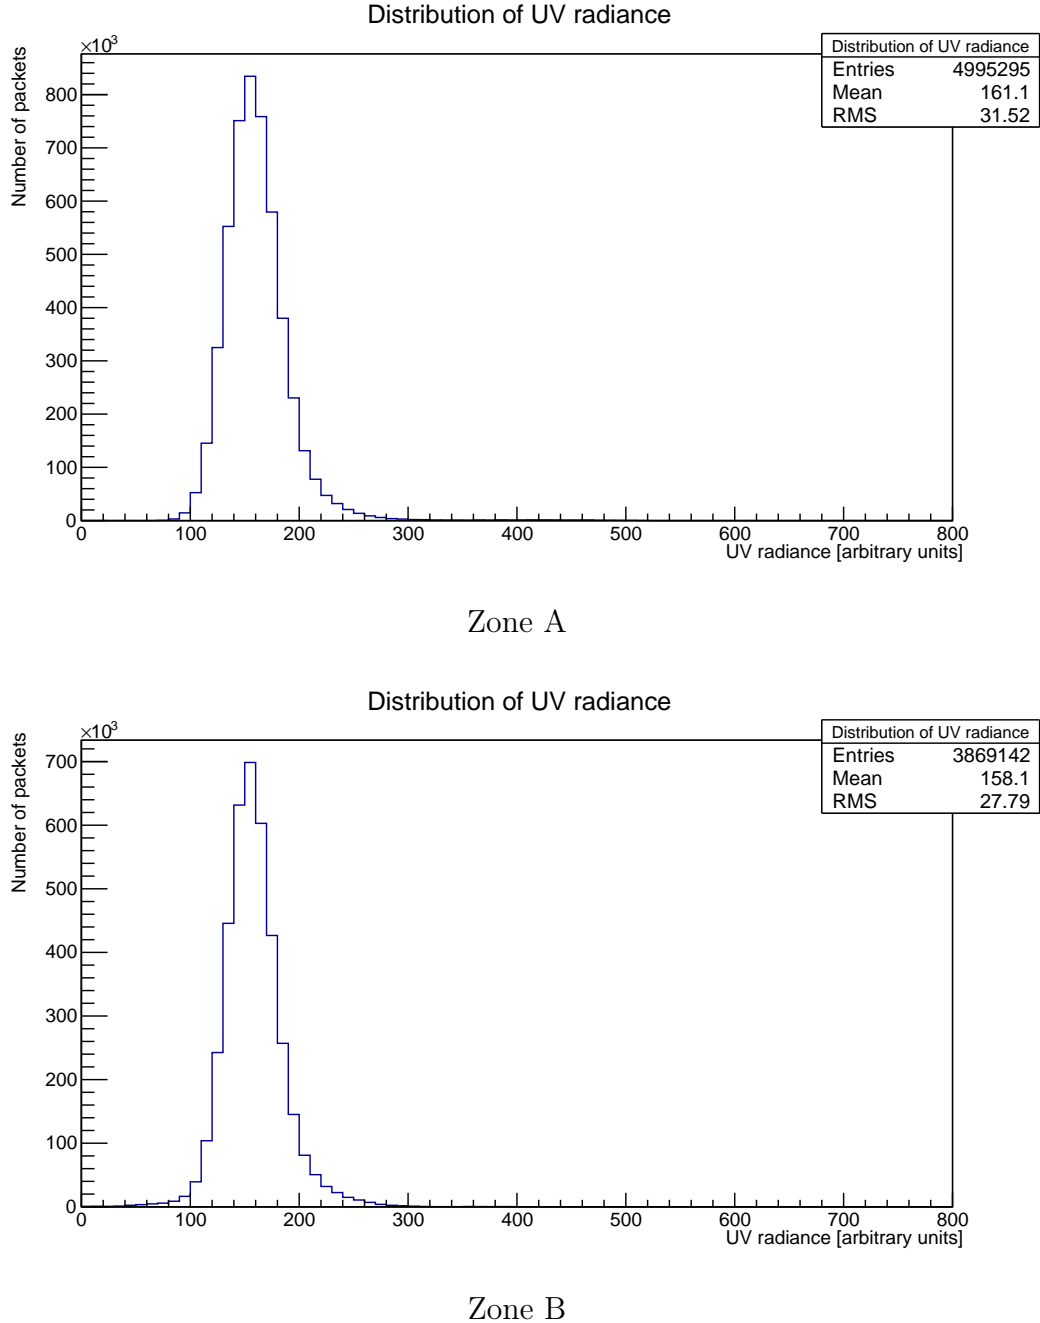 Distribution of UV radiance
×10³
Number of packets
Distribution of UV radiance
Entries 4995295
Mean 161.1
RMS 31.52
800
700
600
500
400
300
200
100
0
0 100 200 300 400 500 600 700 800
UV radiance [arbitrary units]
Zone A
Distribution of UV radiance
×10³
Number of packets
Distribution of UV radiance
Entries 3869142
Mean 158.1
RMS 27.79
700
600
500
400
300
200
100
0
0 100 200 300 400 500 600 700 800
UV radiance [arbitrary units]
Zone B